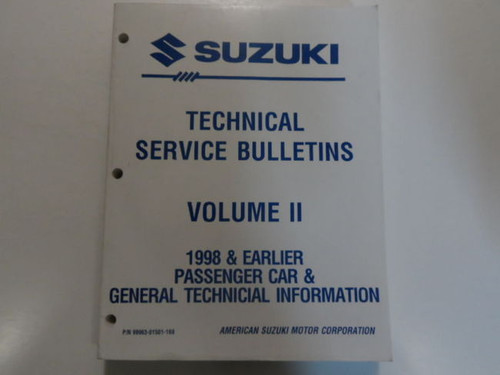 SUZUKI
TECHNICAL
SERVICE BULLETINS
VOLUME II
1998 & EARLIER
PASSENGER CAR &
GENERAL TECHNICIAL INFORMATION
P/N AMERICAN SUZUKI MOTOR CORPORATION